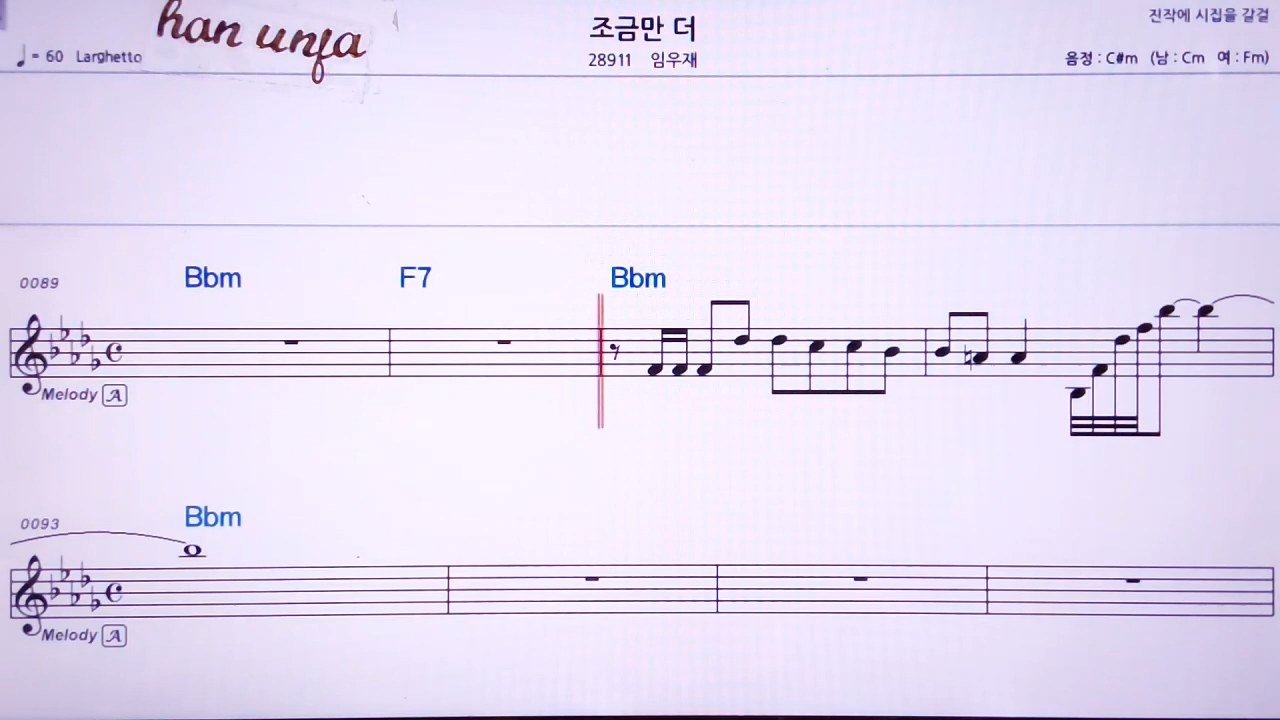 han unfa
조금만 더
진작에 시집을 갈걸
♩= 60 Larghetto
28911 임우재
음정 : C#m (남 : Cm 여 : Fm)
0089
Bbm F7 Bbm
Melody A
0093
Bbm
Melody A